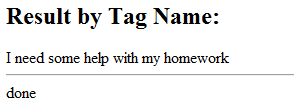 Result by Tag Name:
I need some help with my homework
done